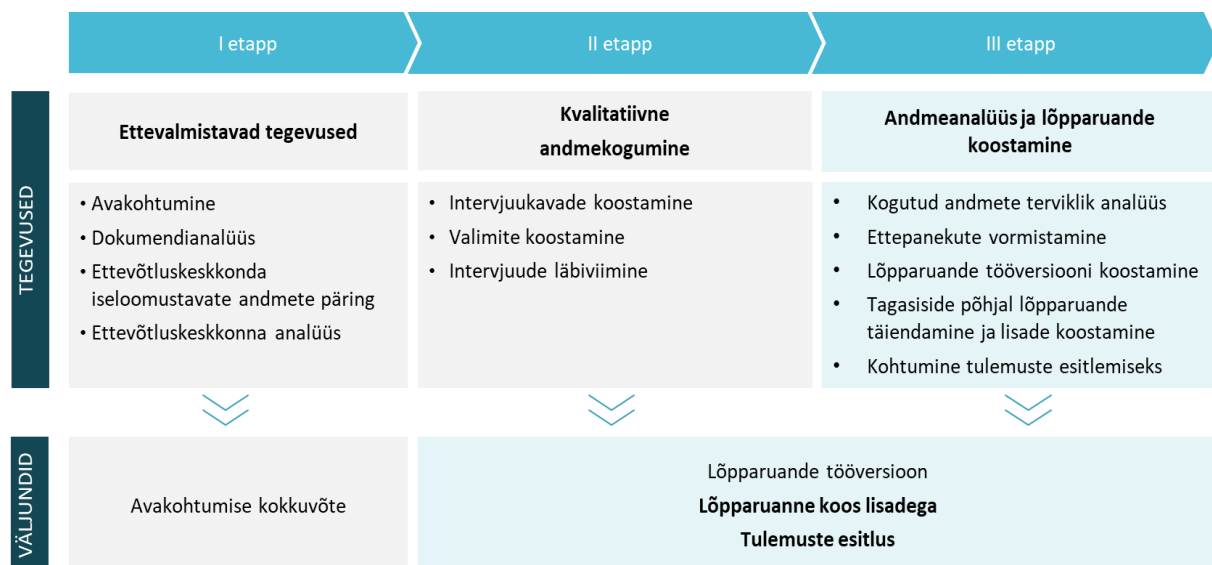 I etapp
II etapp
III etapp
TEGEVUSED
Ettevalmistavad tegevused
Kvalitatiivne
andmekogumine
Andmeanalüüs ja lõpparuande
koostamine
• Avakohtumine
• Dokumendianalüüs
• Ettevõtluskeskkonda
iseloomustavate andmete päring
• Ettevõtluskeskkonna analüüs
• Intervjuukavade koostamine
• Valimite koostamine
• Intervjuude läbiviimine
• Kogutud andmete terviklik analüüs
• Ettepanekute vormistamine
• Lõpparuande tööversiooni koostamine
• Tagasiside põhjal lõpparuande
täiendamine ja lisade koostamine
• Kohtumine tulemuste esitlemiseks
VÄLJUNDID
Avakohtumise kokkuvõte
Lõpparuande tööversioon
Lõpparuanne koos lisadega
Tulemuste esitlus